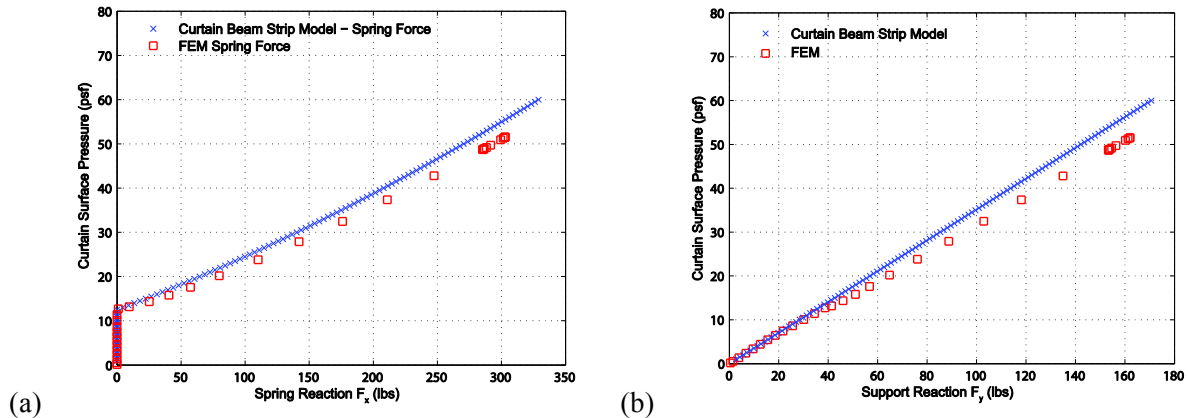 80
70
60
50
40
30
20
10
0
Curtain Surface Pressure (psf)
× Curtain Beam Strip Model – Spring Force
□ FEM Spring Force
0 50 100 150 200 250 300 350
Spring Reaction Fx (lbs)
(a)
80
70
60
50
40
30
20
10
0
Curtain Surface Pressure (psf)
× Curtain Beam Strip Model
□ FEM
0 20 40 60 80 100 120 140 160 180
Support Reaction Fy (lbs)
(b)